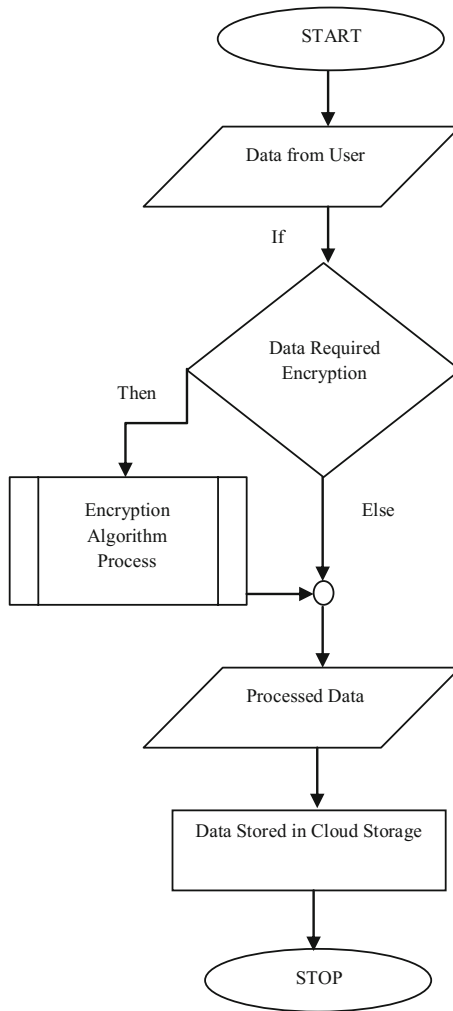 START
Data from User
If
Data Required
Encryption
Then
Encryption
Algorithm
Process
Else
Processed Data
Data Stored in Cloud Storage
STOP